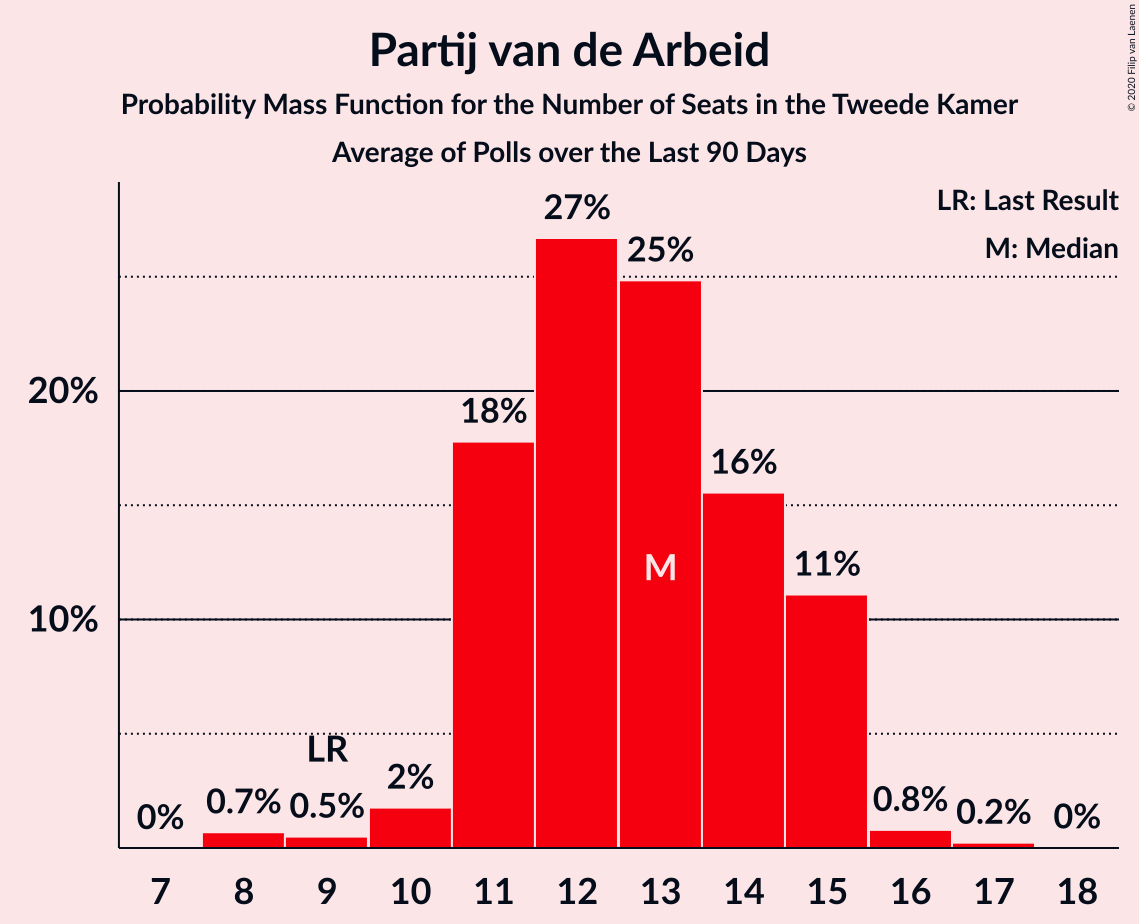 Partij van de Arbeid
Probability Mass Function for the Number of Seats in the Tweede Kamer
Average of Polls over the Last 90 Days
© 2020 Filip van Laenen
LR: Last Result
M: Median
27%
25%
20%
18%
16%
M
11%
10%
LR
2%
0%
0.7%
0.5%
0.8%
0.2%
0%
7 8 9 10 11 12 13 14 15 16 17 18